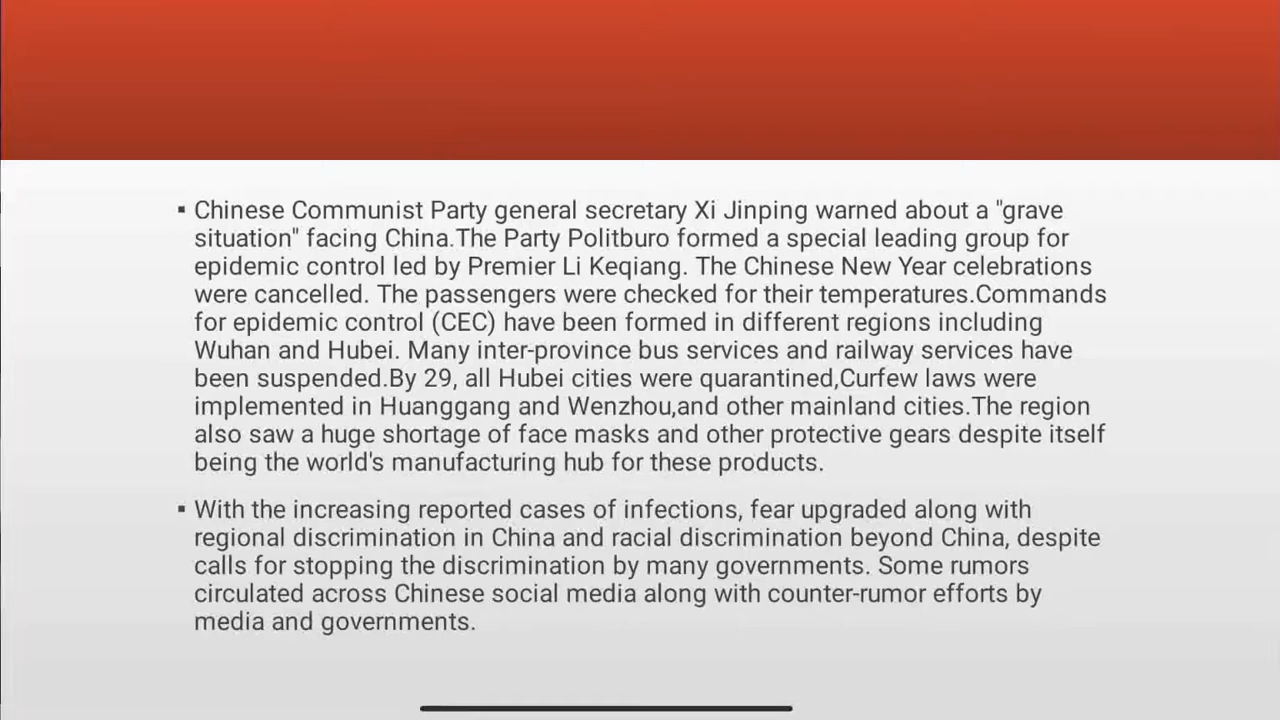 ▪ Chinese Communist Party general secretary Xi Jinping warned about a "grave
situation" facing China.The Party Politburo formed a special leading group for
epidemic control led by Premier Li Keqiang. The Chinese New Year celebrations
were cancelled. The passengers were checked for their temperatures.Commands
for epidemic control (CEC) have been formed in different regions including
Wuhan and Hubei. Many inter-province bus services and railway services have
been suspended.By 29, all Hubei cities were quarantined,Curfew laws were
implemented in Huanggang and Wenzhou,and other mainland cities.The region
also saw a huge shortage of face masks and other protective gears despite itself
being the world's manufacturing hub for these products.
▪ With the increasing reported cases of infections, fear upgraded along with
regional discrimination in China and racial discrimination beyond China, despite
calls for stopping the discrimination by many governments. Some rumors
circulated across Chinese social media along with counter-rumor efforts by
media and governments.